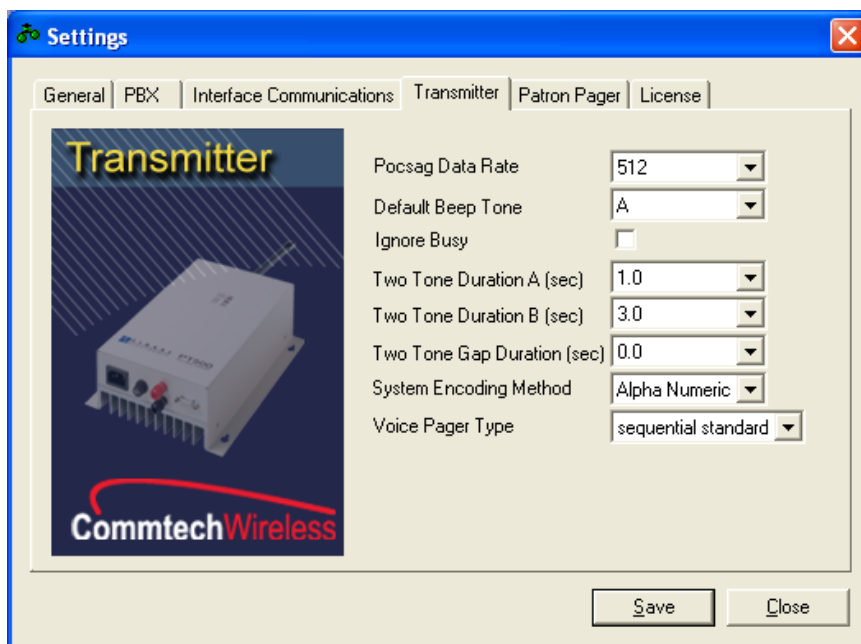 Settings
General PBX Interface Communications Transmitter Patron Pager License
Transmitter
Pocsag Data Rate 512
Default Beep Tone A
Ignore Busy
Two Tone Duration A (sec) 1.0
Two Tone Duration B (sec) 3.0
Two Tone Gap Duration (sec) 0.0
System Encoding Method Alpha Numeric
Voice Pager Type sequential standard
PT500
CommtechWireless
Save Close